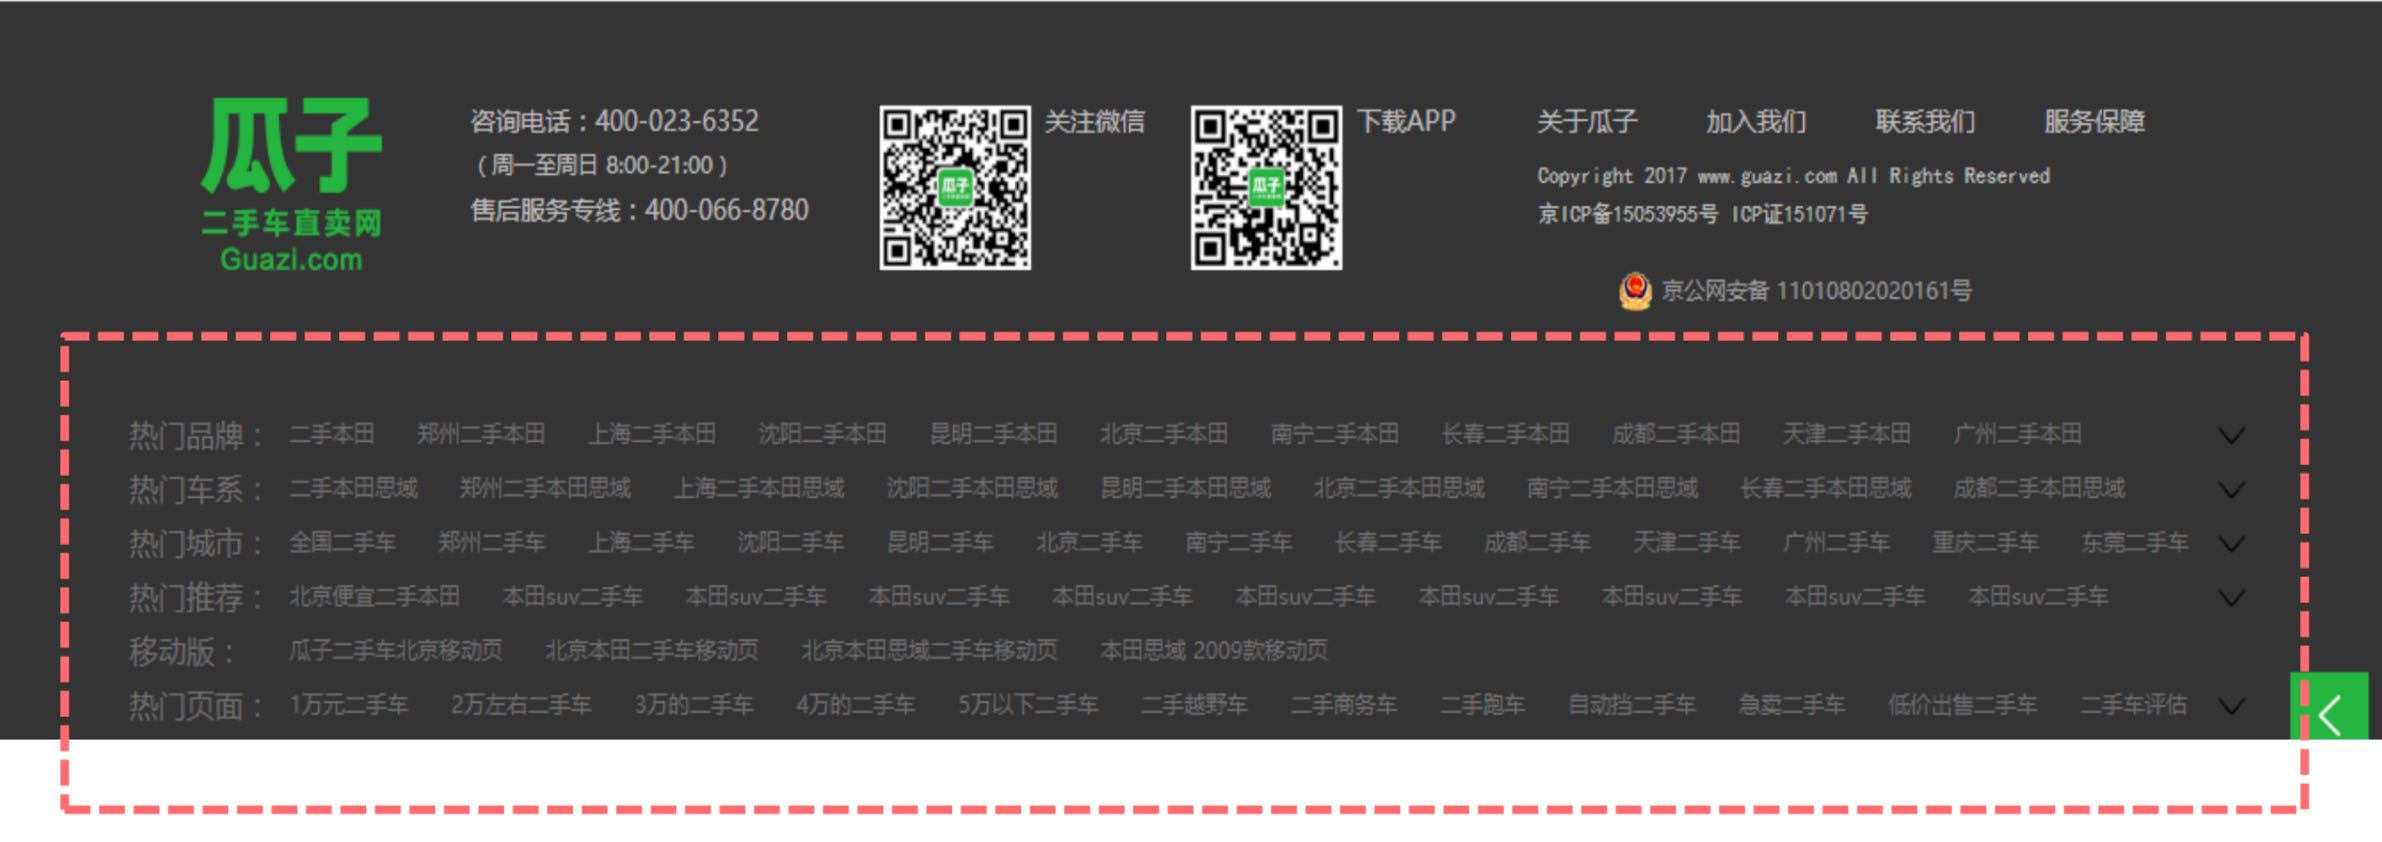 瓜子
二手车直卖网
Guazi.com
咨询电话：400-023-6352
（周一至周日 8:00-21:00）
售后服务专线：400-066-8780
瓜子
关注微信
瓜子
下载APP
关于瓜子 加入我们 联系我们 服务保障
Copyright 2017 www.guazi.com All Rights Reserved
京ICP备15053955号 ICP证151071号
京公网安备 11010802020161号
热门品牌： 二手本田 郑州二手本田 上海二手本田 沈阳二手本田 昆明二手本田 北京二手本田 南宁二手本田 长春二手本田 成都二手本田 天津二手本田 广州二手本田
热门车系： 二手本田思域 郑州二手本田思域 上海二手本田思域 沈阳二手本田思域 昆明二手本田思域 北京二手本田思域 南宁二手本田思域 长春二手本田思域 成都二手本田思域
热门城市： 全国二手车 郑州二手车 上海二手车 沈阳二手车 昆明二手车 北京二手车 南宁二手车 长春二手车 成都二手车 天津二手车 广州二手车 重庆二手车 东莞二手车
热门推荐： 北京便宜二手本田 本田suv二手车 本田suv二手车 本田suv二手车 本田suv二手车 本田suv二手车 本田suv二手车 本田suv二手车 本田suv二手车 本田suv二手车
移动版： 瓜子二手车北京移动页 北京本田二手车移动页 北京本田思域二手车移动页 本田思域 2009款移动页
热门页面： 1万元二手车 2万左右二手车 3万的二手车 4万的二手车 5万以下二手车 二手越野车 二手商务车 二手跑车 自动挡二手车 急卖二手车 低价出售二手车 二手车评估